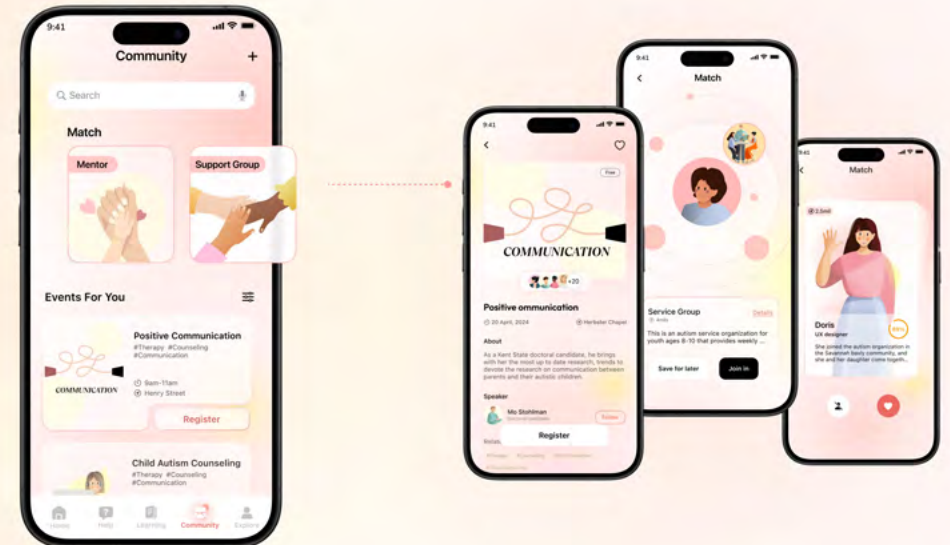 9:41
Community
+
Search
Match
Mentor
Support Group
Events For You
COMMUNICATION
Positive Communication
#Therapy #Counseling
#Communication
9am-11am
Henry Street
Register
Child Autism Counseling
#Therapy #Counseling
#Communication
Home
Help
Learning
Community
Explore
9:41
Free
COMMUNICATION
+20
Positive ommunication
20 April, 2024
Herbster Chaper
About
As a Kent State doctoral candidate, he brings
with her the most up to date research, trends to
devote the research on communication between
parents and their autistic children.
Speaker
Mo Stohlman
Register
9:41
Match
Service Group
Details
This is an autism service organization for
youth ages 8-10 that provides weekly ...
Save for later
Join in
9:41
Match
2.5mil
Doris
UX designer
She joined the autism organization in
the Savannah baoly community, and
she and her daughter come togeth...